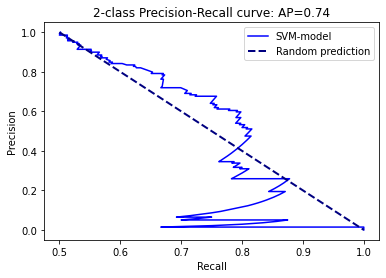 2-class Precision-Recall curve: AP=0.74
SVM-model
Random prediction
Precision
1.0
0.8
0.6
0.4
0.2
0.0
0.5
0.6
0.7
0.8
0.9
1.0
Recall